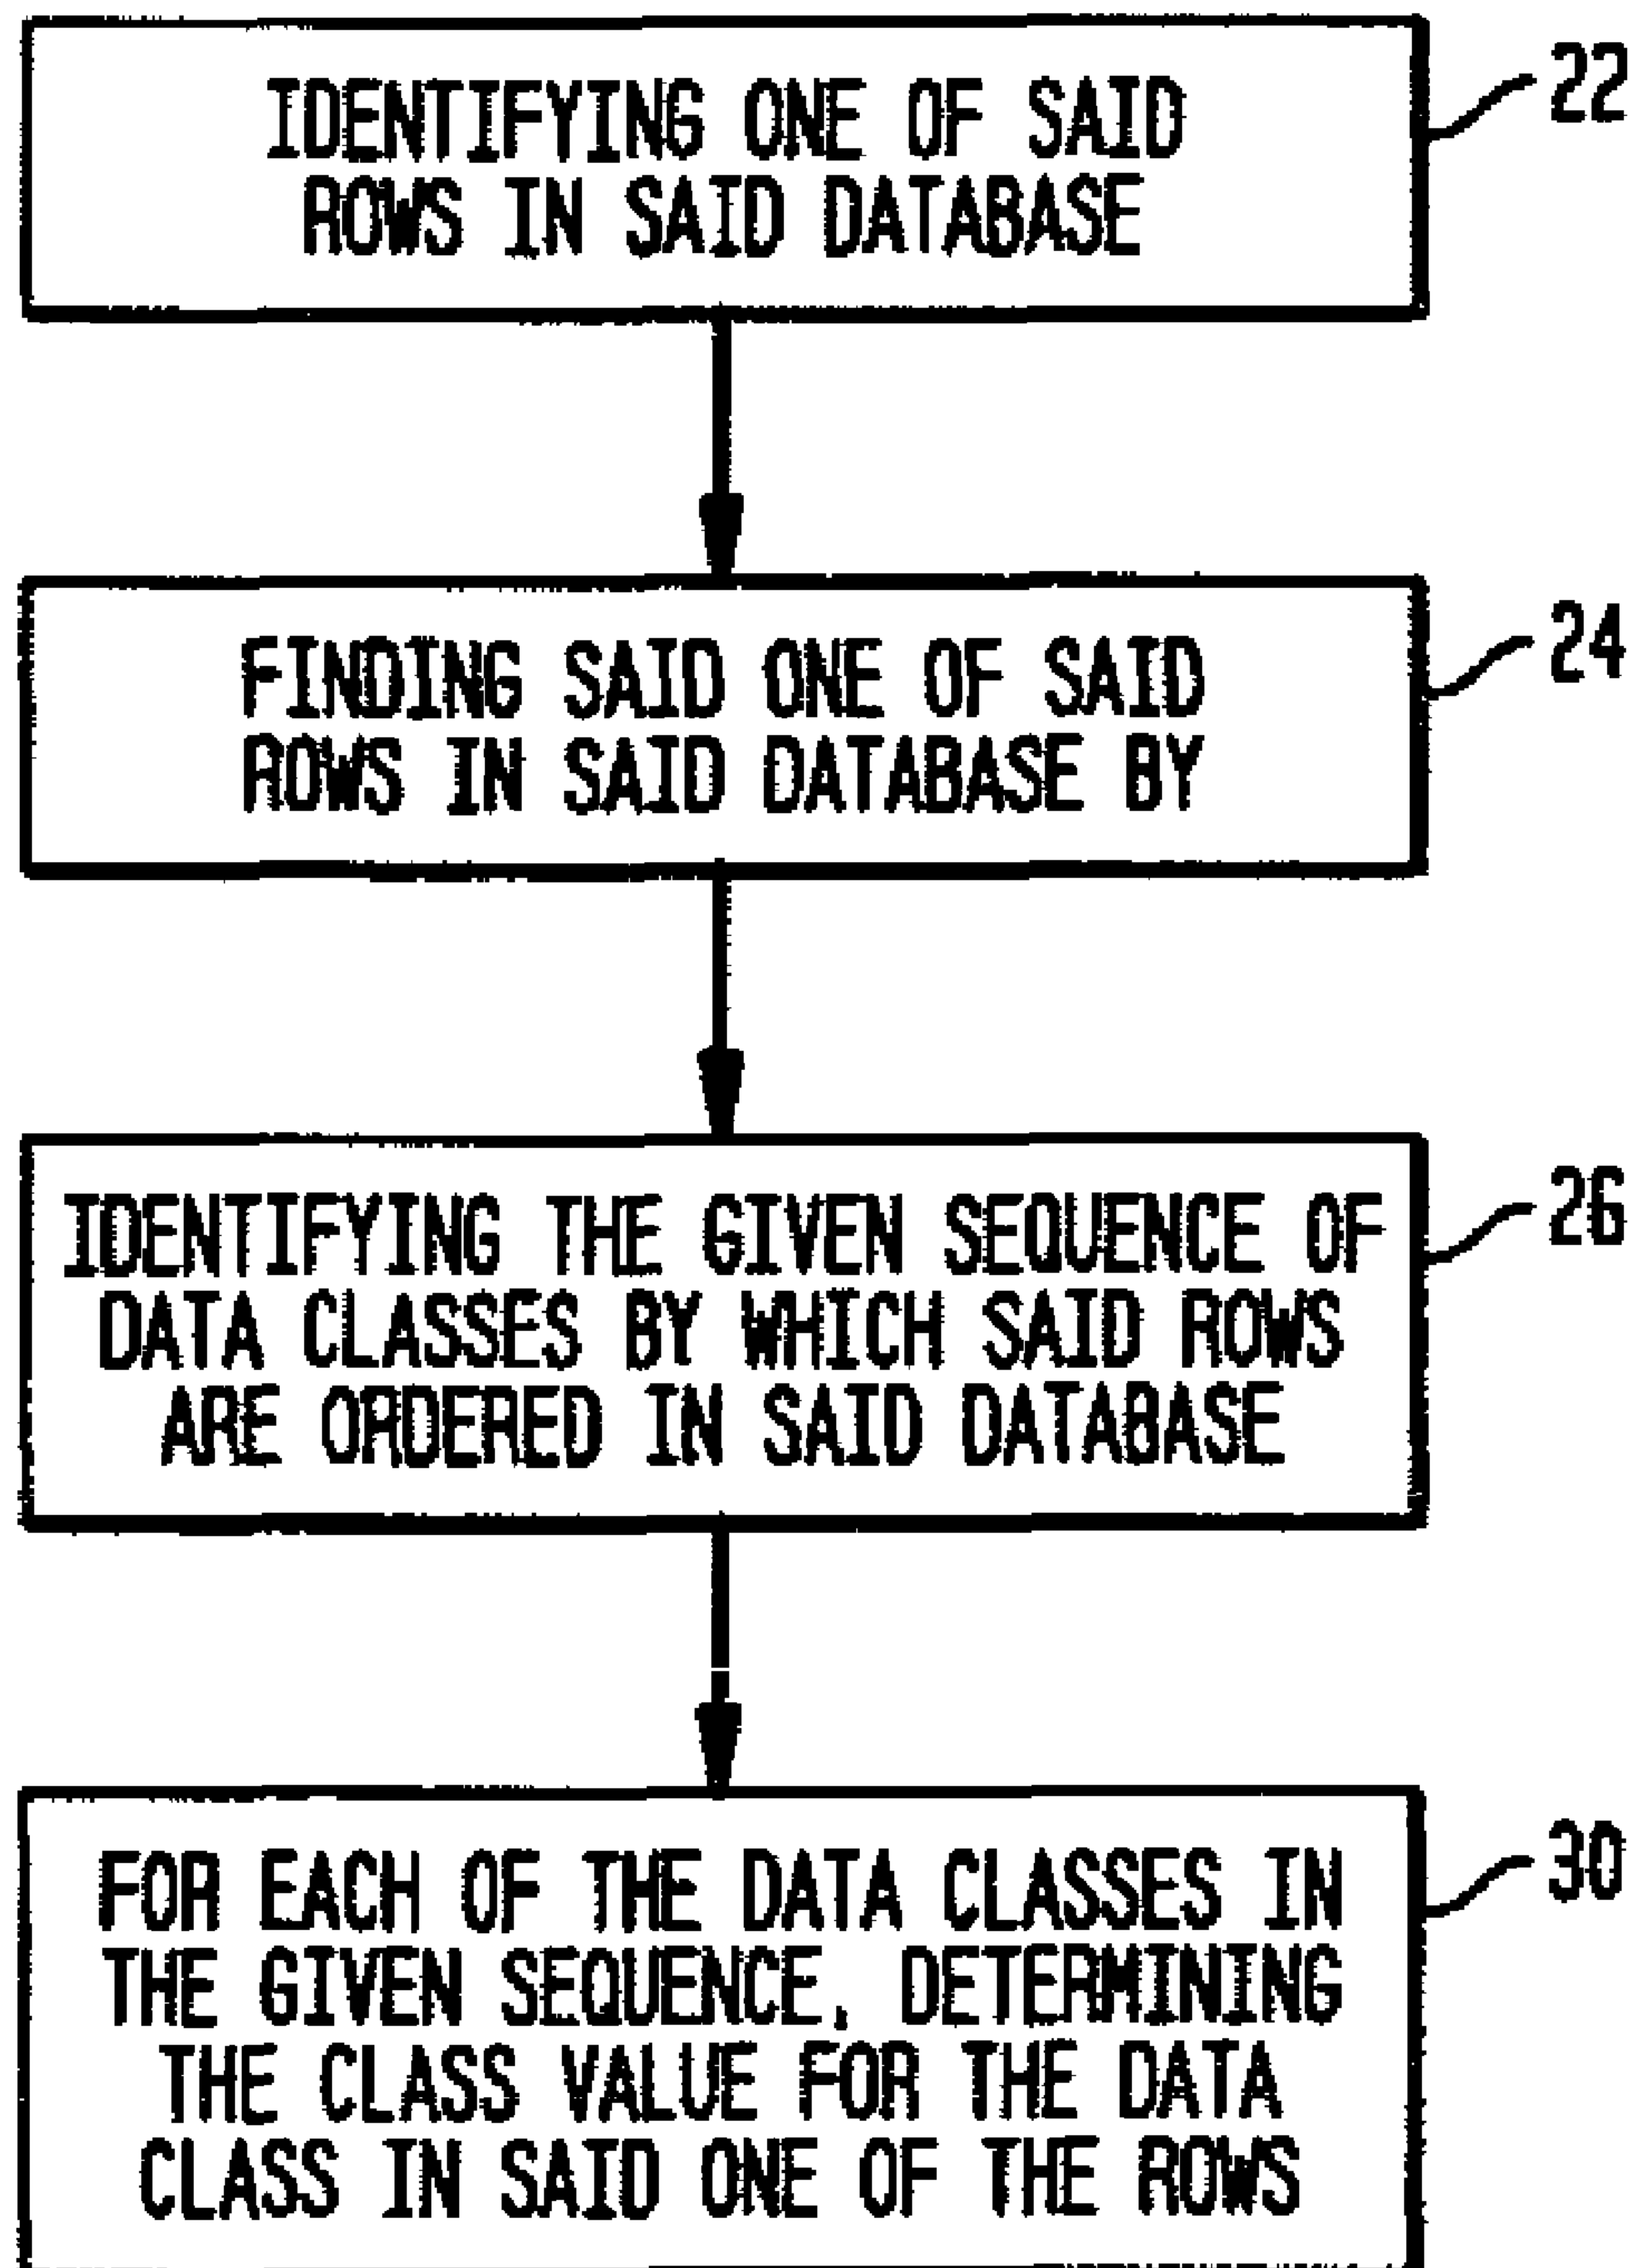 IDENTIFYING ONE OF SAID
ROWS IN SAID DATABASE
22
FINDING SAID ONE OF SAID
ROWS IN SAID DATABASE BY
24
IDENTIFYING THE GIVEN SEQUENCE OF
DATA CLASSES BY WHICH SAID ROWS
ARE ORDERED IN SAID DATABASE
26
FOR EACH OF THE DATA CLASSES IN
THE GIVEN SEQUENCE, DETERMINING
THE CLASS VALUE FOR THE DATA
CLASS IN SAID ONE OF THE ROWS
30